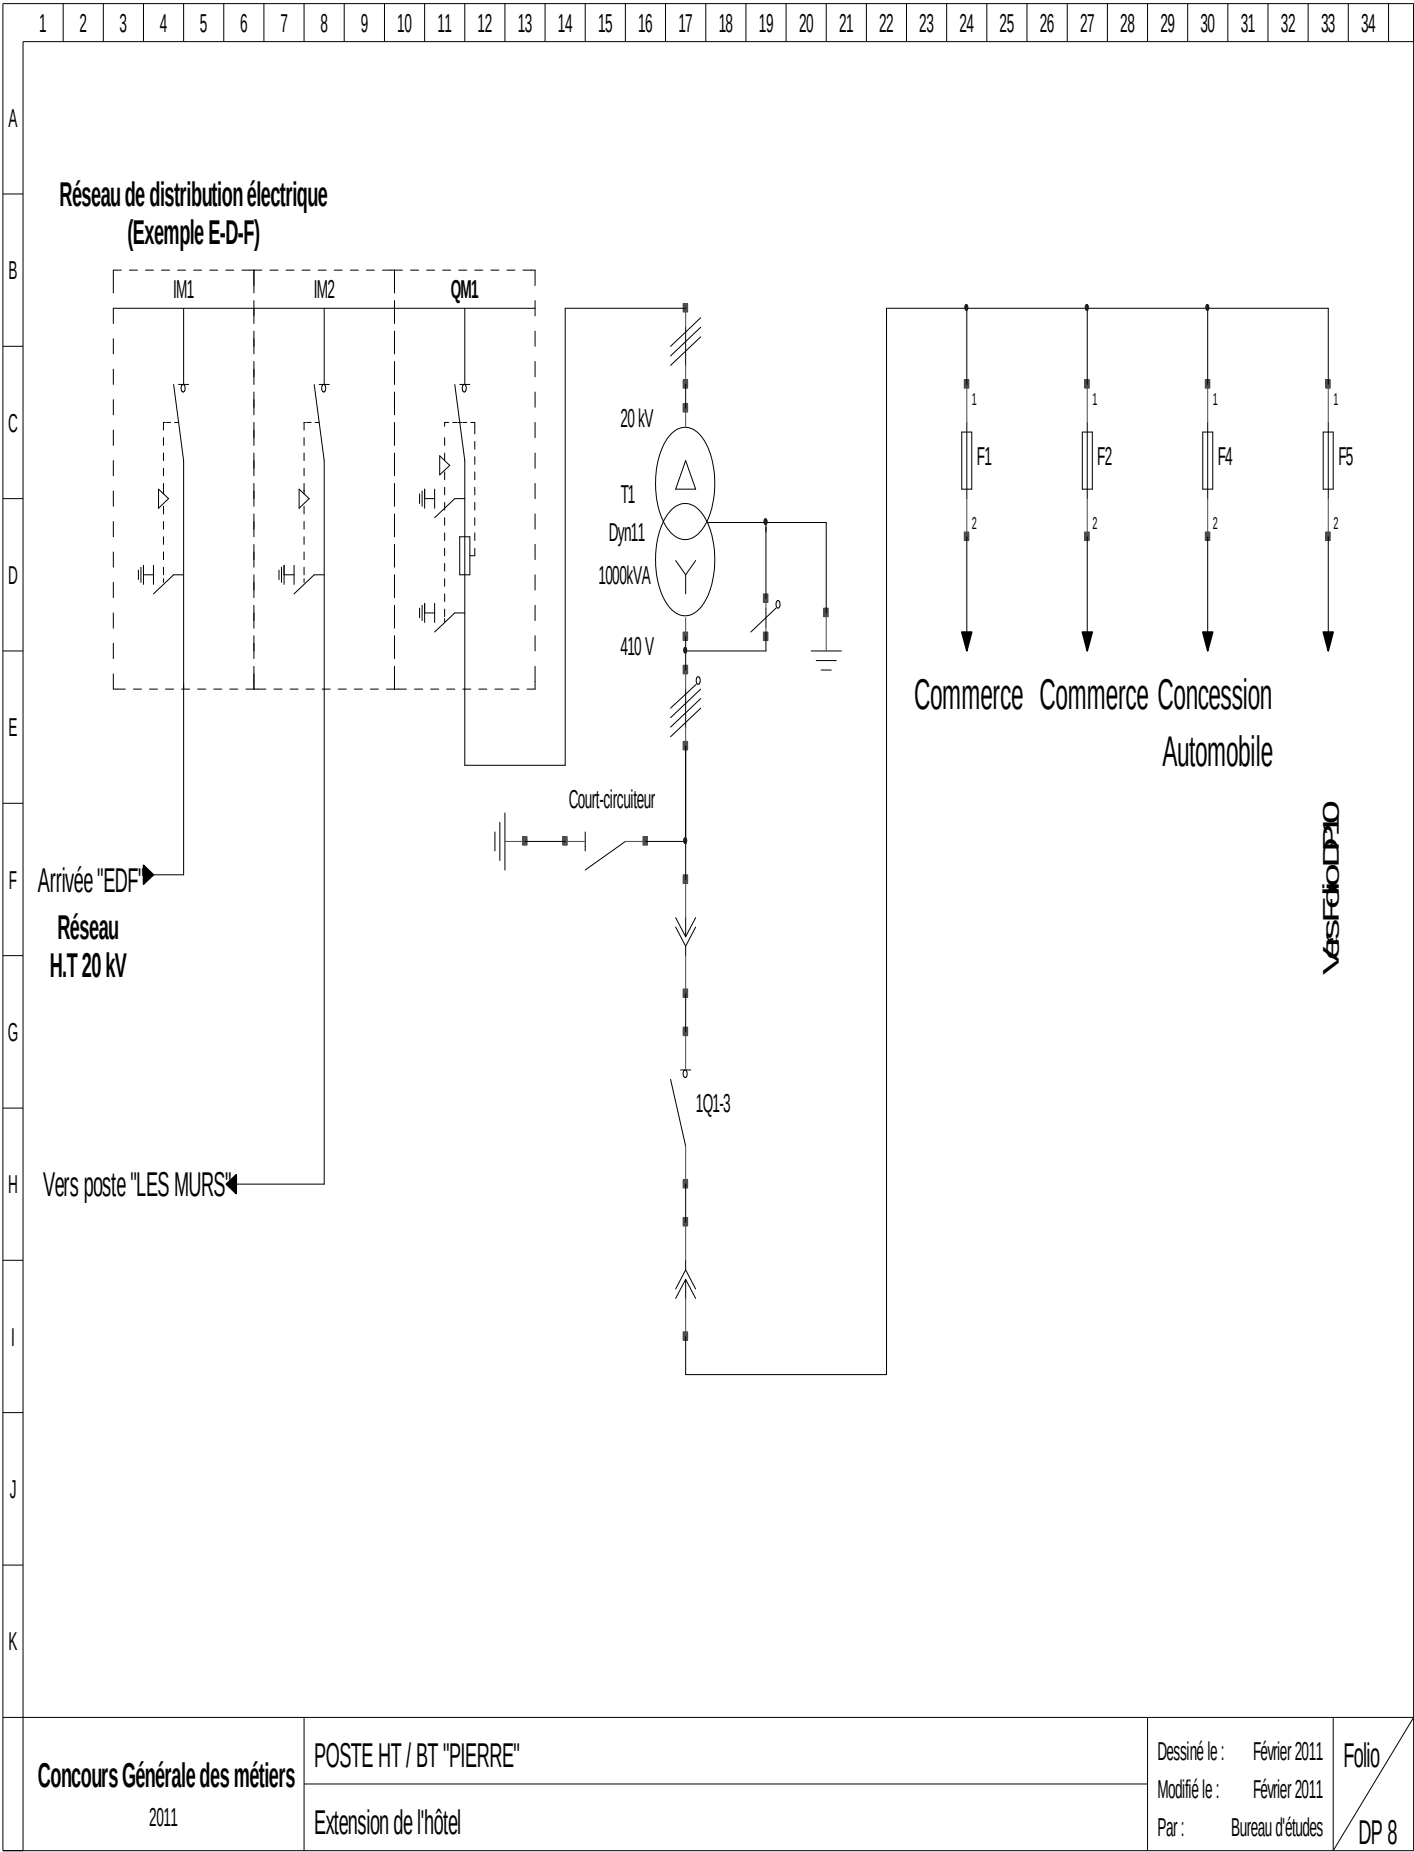 1 2 3 4 5 6 7 8 9 10 11 12 13 14 15 16 17 18 19 20 21 22 23 24 25 26 27 28 29 30 31 32 33 34
A
Réseau de distribution électrique
(Exemple E-D-F)
B
IM1 IM2 QM1
C
20 kV
1 1 1 1
F1 F2 F4 F5
T1
Dyn11
2 2 2 2
D
1000kVA
410 V
Commerce Commerce Concession
Automobile
E
Court-circuiteur
Vers Folio DP10
F
Arrivée "EDF"
Réseau
H.T 20 kV
G
1Q1-3
H
Vers poste "LES MURS"
I
J
K
Concours Générale des métiers
2011
POSTE HT / BT "PIERRE"
Extension de l'hôtel
Dessiné le : Février 2011
Modifié le : Février 2011
Par : Bureau d'études
Folio
DP 8